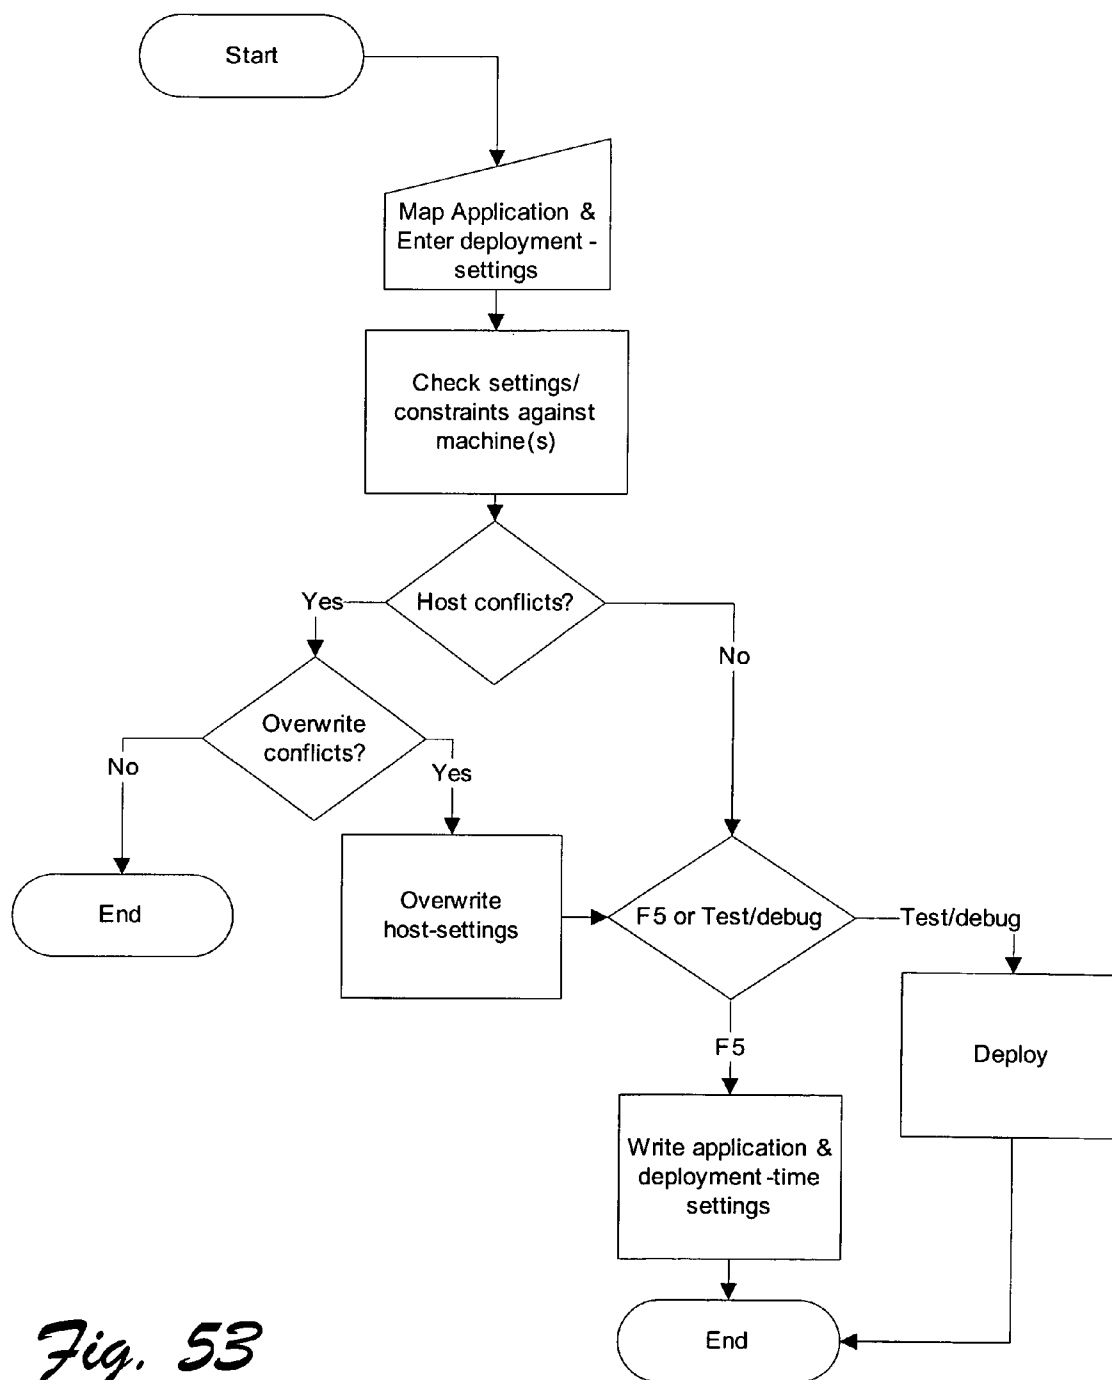 Start
Map Application &
Enter deployment -
settings
Check settings/
constraints against
machine(s)
Host conflicts?
Yes
No
Overwrite
conflicts?
No
Yes
End
Overwrite
host-settings
F5 or Test/debug
Test/debug
F5
Deploy
Write application &
deployment-time
settings
End
Fig. 53